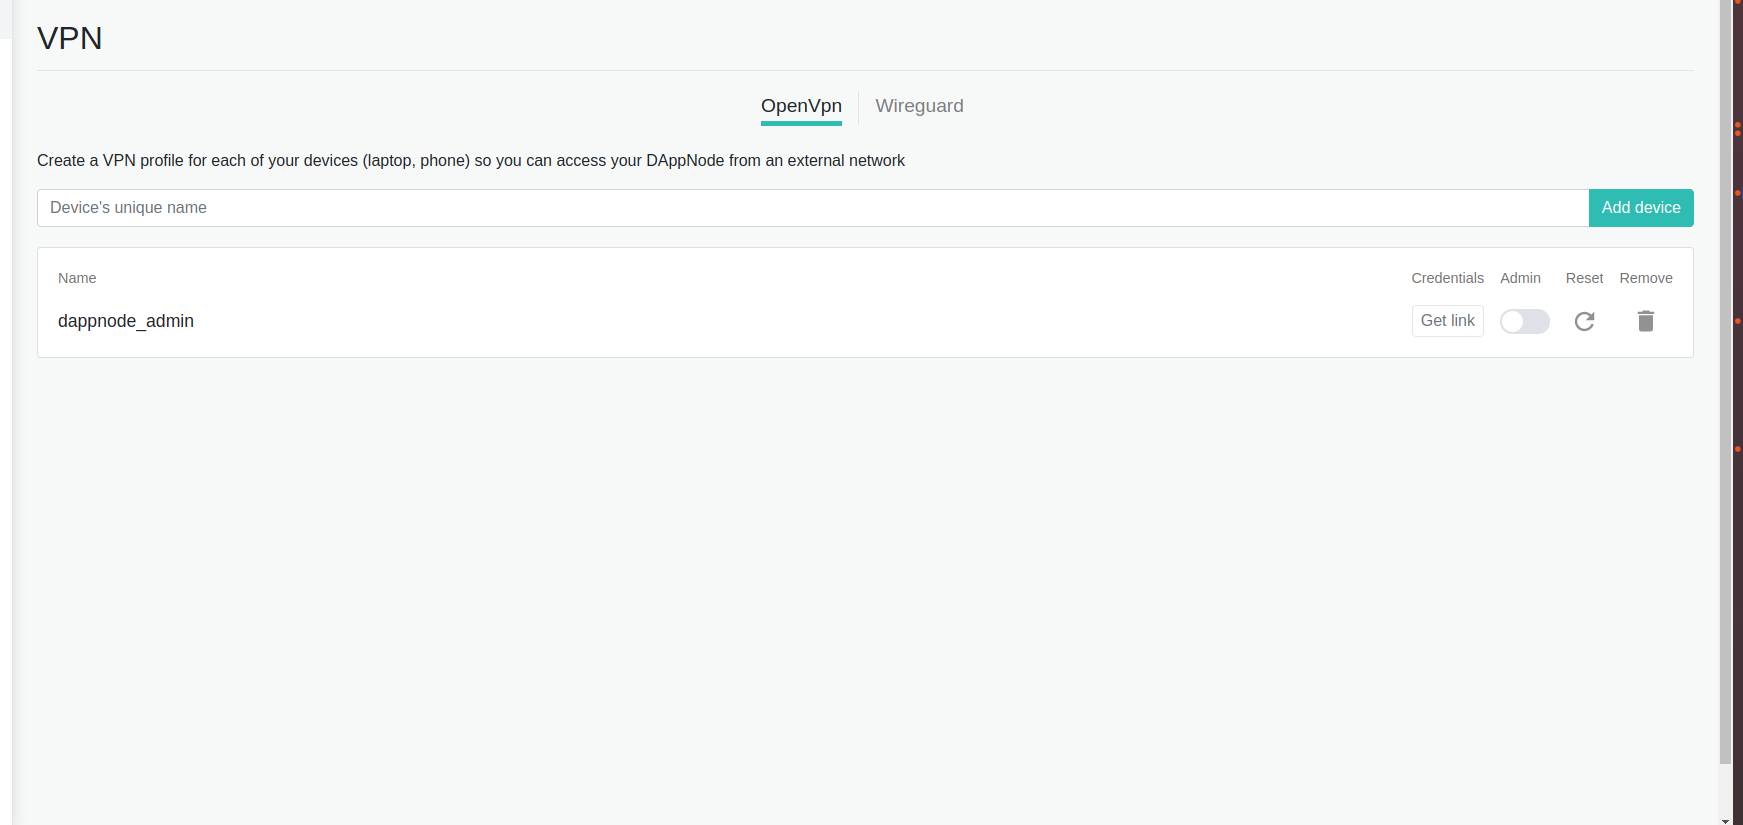 VPN
OpenVpn Wireguard
Create a VPN profile for each of your devices (laptop, phone) so you can access your DAppNode from an external network
Device's unique name Add device
Name Credentials Admin Reset Remove
dappnode_admin Get link